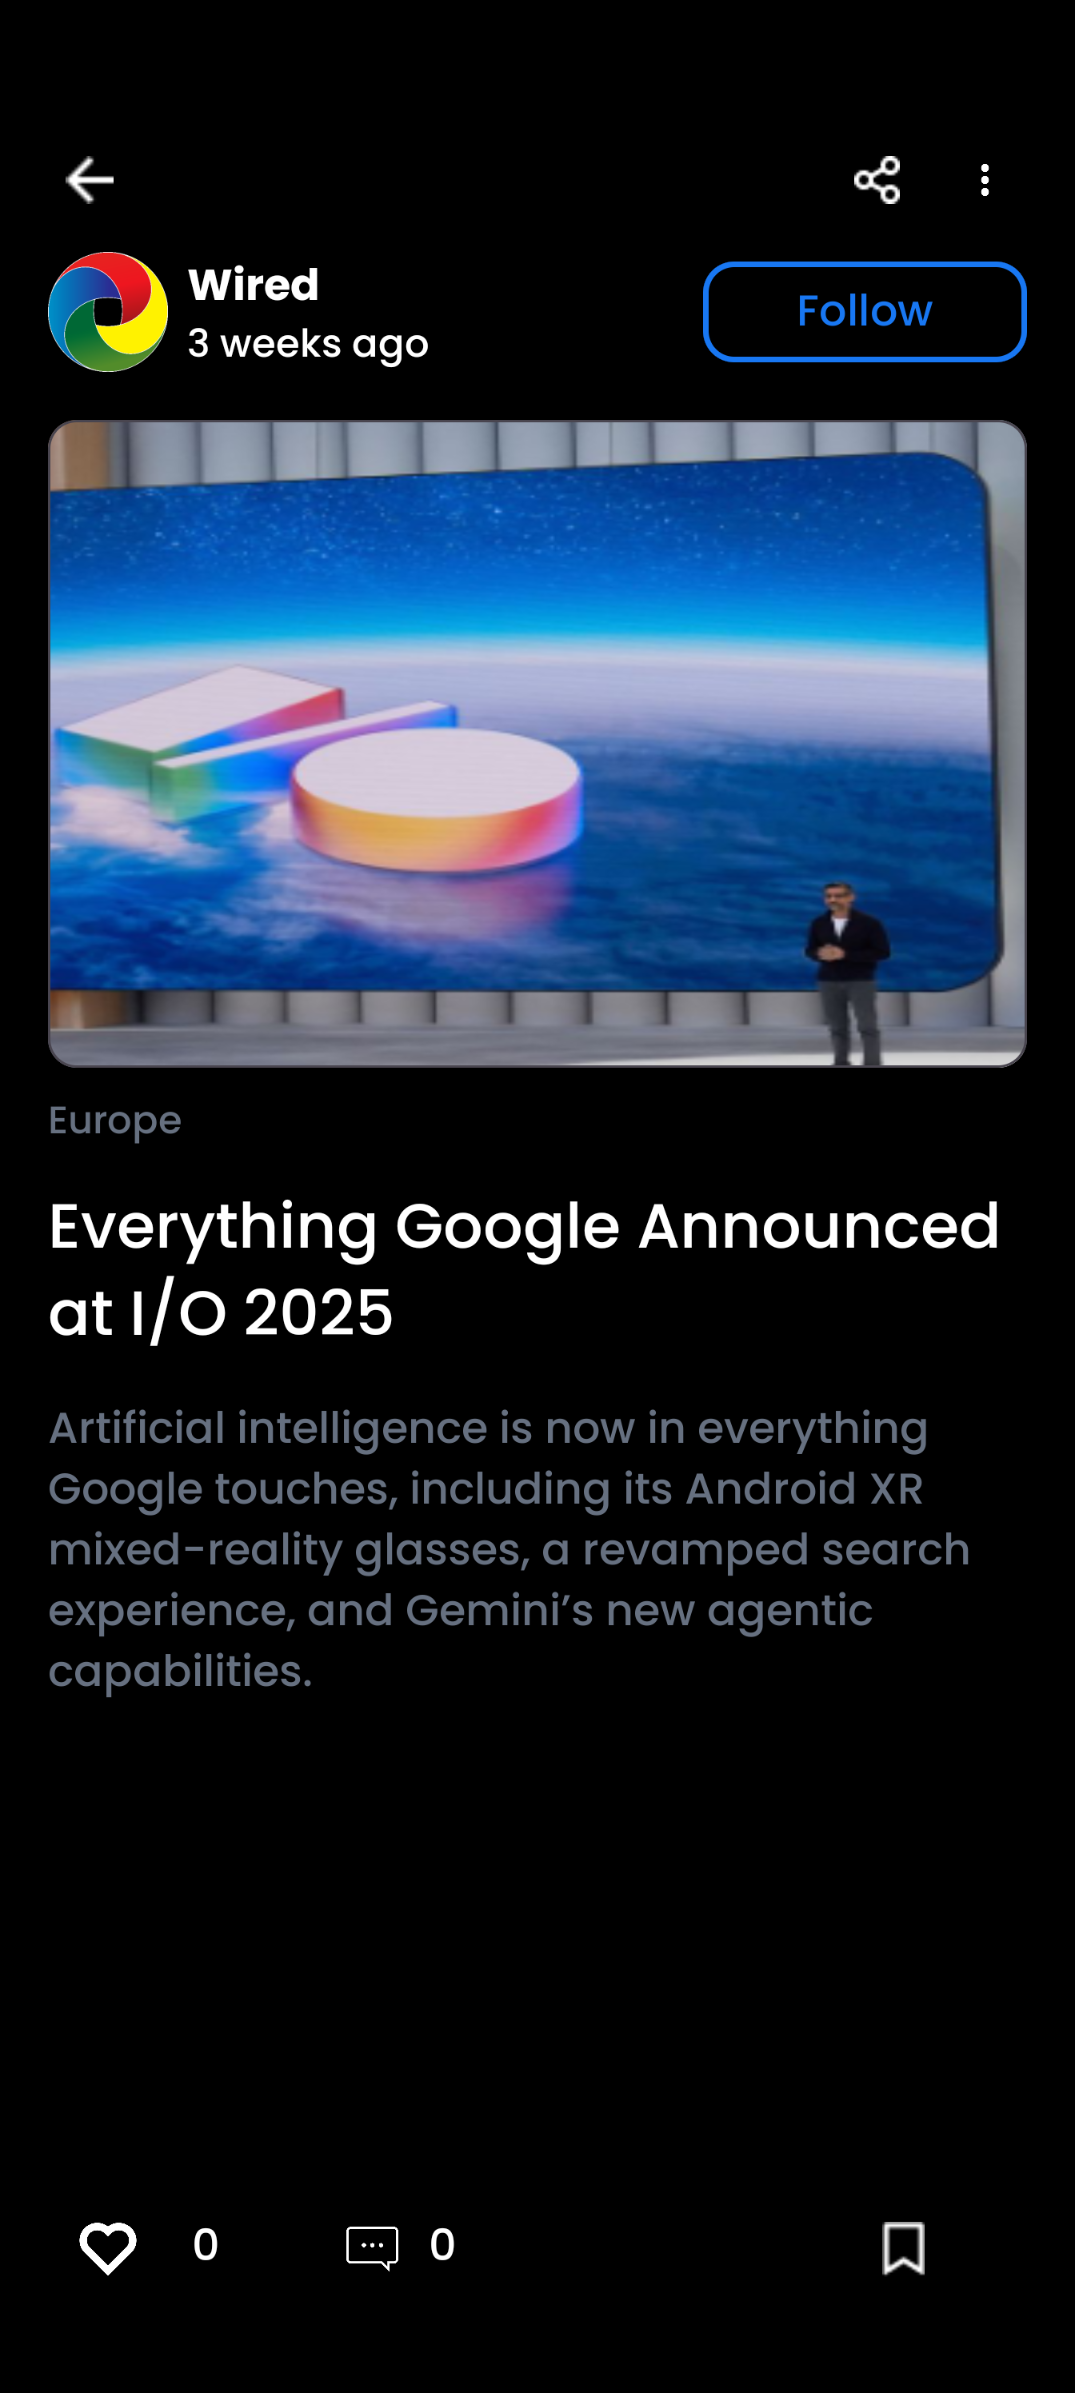 Wired
3 weeks ago
Follow
Europe
Everything Google Announced
at I/O 2025
Artificial intelligence is now in everything
Google touches, including its Android XR
mixed-reality glasses, a revamped search
experience, and Gemini’s new agentic
capabilities.
0
0